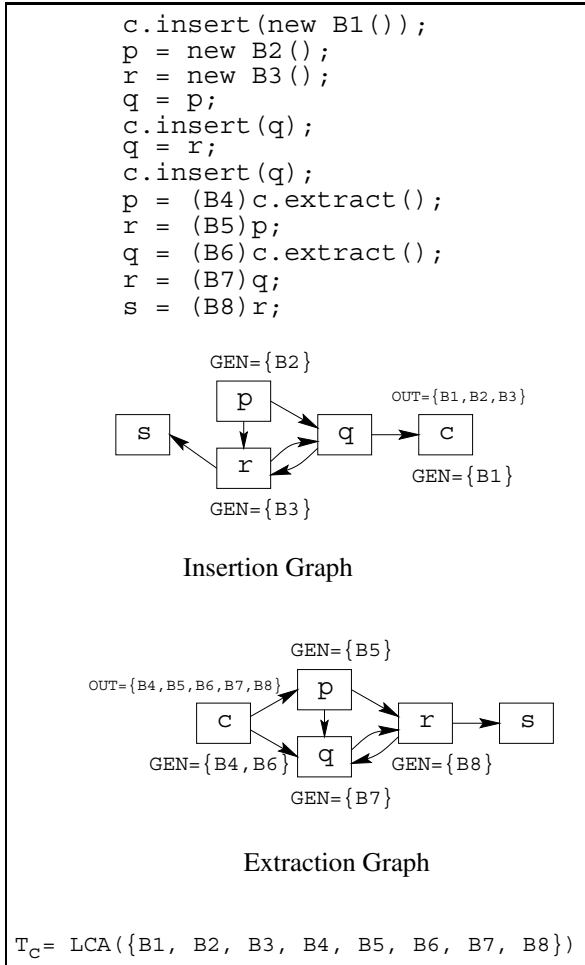 c.insert(new B1());
p = new B2();
r = new B3();
q = p;
c.insert(q);
q = r;
c.insert(q);
p = (B4)c.extract();
r = (B5)p;
q = (B6)c.extract();
r = (B7)q;
s = (B8)r;
GEN={B2}
p
OUT={B1,B2,B3}
s
q
c
r
GEN={B1}
GEN={B3}
Insertion Graph
GEN={B5}
OUT={B4,B5,B6,B7,B8}
p
c
r
s
q
GEN={B4,B6}
GEN={B8}
GEN={B7}
Extraction Graph
Tc= LCA({B1, B2, B3, B4, B5, B6, B7, B8})